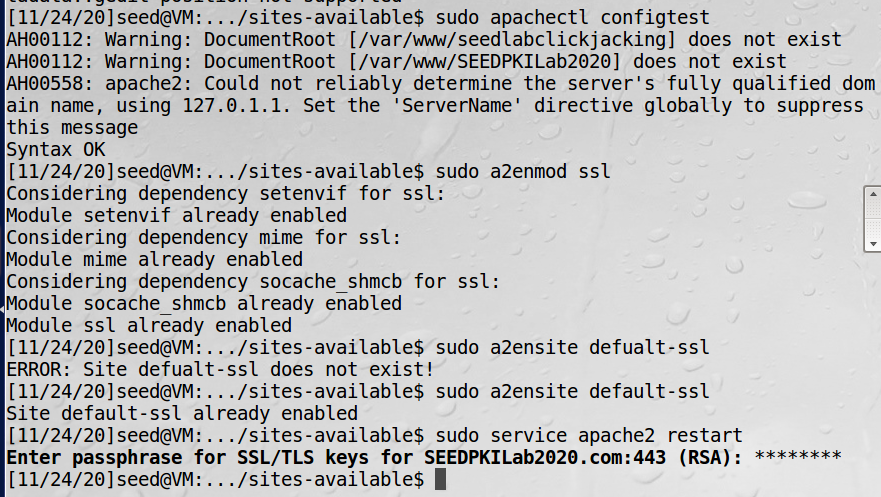 [11/24/20]seed@VM:.../sites-available$ sudo apachectl configtest
AH00112: Warning: DocumentRoot [/var/www/seedlabclickjacking] does not exist
AH00112: Warning: DocumentRoot [/var/www/SEEDPKILab2020] does not exist
AH00558: apache2: Could not reliably determine the server's fully qualified dom
ain name, using 127.0.1.1. Set the 'ServerName' directive globally to suppress
this message
Syntax OK
[11/24/20]seed@VM:.../sites-available$ sudo a2enmod ssl
Considering dependency setenvif for ssl:
Module setenvif already enabled
Considering dependency mime for ssl:
Module mime already enabled
Considering dependency socache_shmcb for ssl:
Module socache_shmcb already enabled
Module ssl already enabled
[11/24/20]seed@VM:.../sites-available$ sudo a2ensite defualt-ssl
ERROR: Site defualt-ssl does not exist!
[11/24/20]seed@VM:.../sites-available$ sudo a2ensite default-ssl
Site default-ssl already enabled
[11/24/20]seed@VM:.../sites-available$ sudo service apache2 restart
Enter passphrase for SSL/TLS keys for SEEDPKILab2020.com:443 (RSA): ********
[11/24/20]seed@VM:.../sites-available$